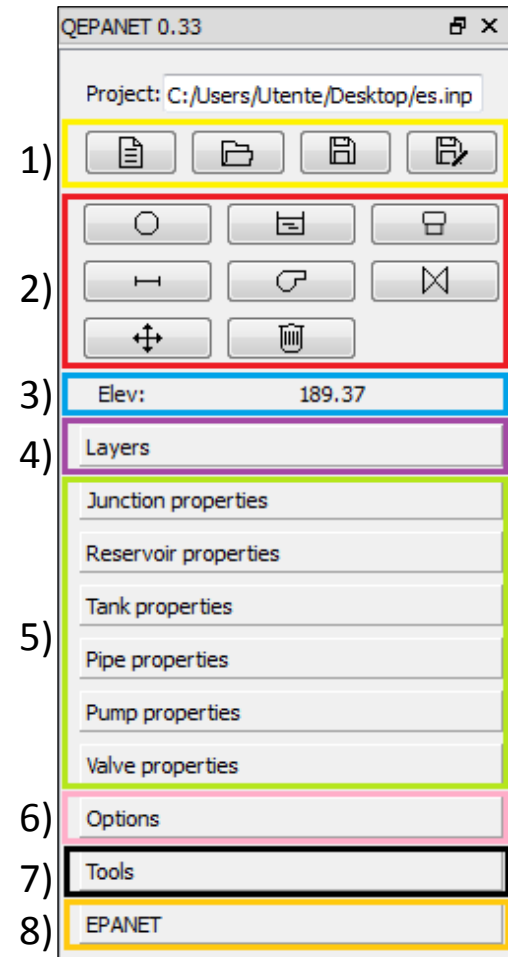 QEPANET 0.33
Project: C:/Users/Utente/Desktop/es.inp
1)
2)
3) Elev: 189.37
4) Layers
Junction properties
Reservoir properties
Tank properties
5)
Pipe properties
Pump properties
Valve properties
6) Options
7) Tools
8) EPANET